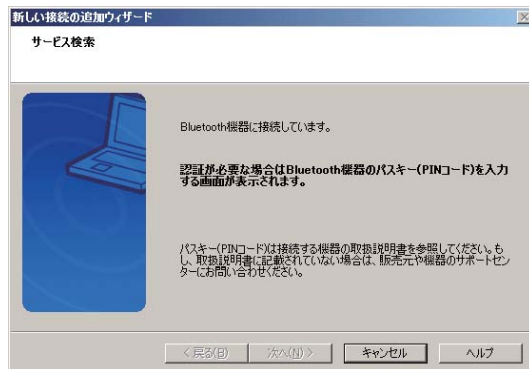 新しい接続の追加ウィザード
サービス検索
Bluetooth機器に接続しています。
認証が必要な場合はBluetooth機器のパスキー(PINコード)を入力
する画面が表示されます。
パスキー(PINコード)は接続する機器の取扱説明書を参照してください。も
し、取扱説明書に記載されていない場合は、販売元や機器のサポートセン
ターにお問い合わせください。
< 戻る(B) 次へ(N) > キャンセル ヘルプ